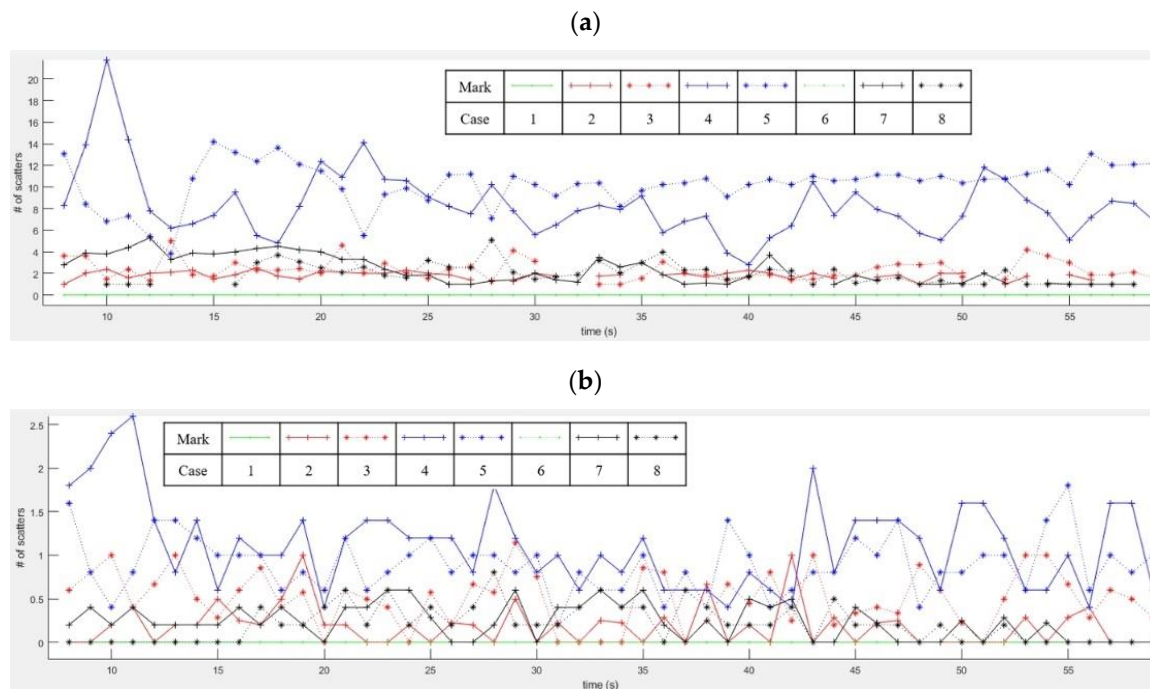 (a)
20
18
16
14
12
10
8
6
4
2
0
# of scatters
Mark
Case 1 2 3 4 5 6 7 8
10 15 20 25 30 35 40 45 50 55
time (s)
(b)
2.5
2
1.5
1
0.5
0
# of scatters
Mark
Case 1 2 3 4 5 6 7 8
10 15 20 25 30 35 40 45 50 55
time (s)